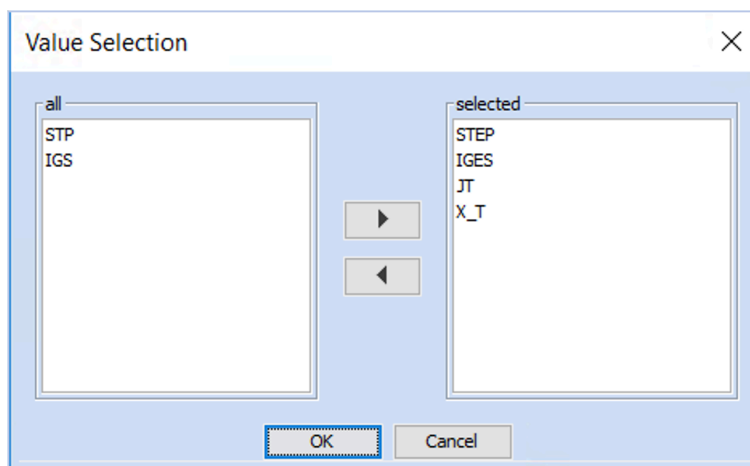 Value Selection
all
STP
IGS
selected
STEP
IGES
JT
X_T
OK
Cancel